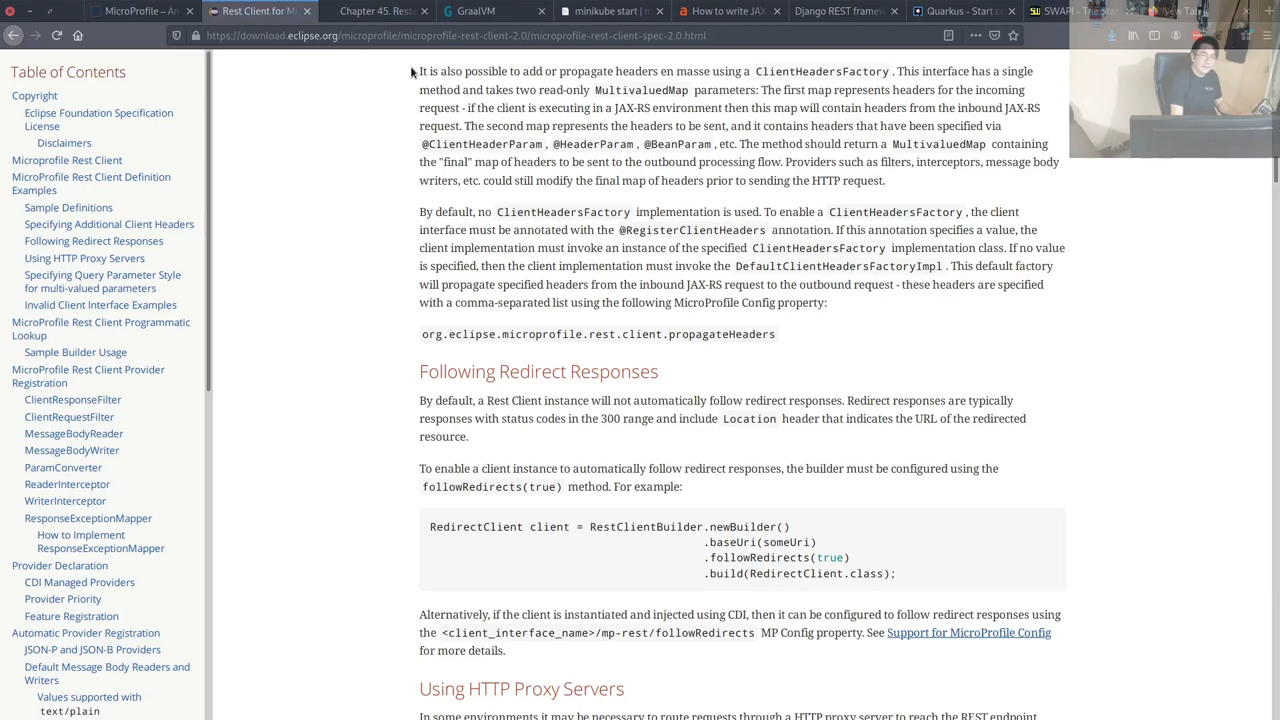 MicroProfile – An
Rest Client for Mi
Chapter 45. Rest
GraalVM
minikube start | m
How to write JAX
Django REST framew
Quarkus - Start c
SWAPI - The Star
New Tab
https://download.eclipse.org/microprofile/microprofile-rest-client-2.0/microprofile-rest-client-spec-2.0.html
Table of Contents
Copyright
Eclipse Foundation Specification
License
Disclaimers
Microprofile Rest Client
MicroProfile Rest Client Definition
Examples
Sample Definitions
Specifying Additional Client Headers
Following Redirect Responses
Using HTTP Proxy Servers
Specifying Query Parameter Style
for multi-valued parameters
Invalid Client Interface Examples
MicroProfile Rest Client Programmatic
Lookup
Sample Builder Usage
MicroProfile Rest Client Provider
Registration
ClientResponseFilter
ClientRequestFilter
MessageBodyReader
MessageBodyWriter
ParamConverter
ReaderInterceptor
WriterInterceptor
ResponseExceptionMapper
How to Implement
ResponseExceptionMapper
Provider Declaration
CDI Managed Providers
Provider Priority
Feature Registration
Automatic Provider Registration
JSON-P and JSON-B Providers
Default Message Body Readers and
Writers
Values supported with
text/plain
It is also possible to add or propagate headers en masse using a ClientHeadersFactory. This interface has a single
method and takes two read-only MultivaluedMap parameters: The first map represents headers for the incoming
request - if the client is executing in a JAX-RS environment then this map will contain headers from the inbound JAX-RS
request. The second map represents the headers to be sent, and it contains headers that have been specified via
@ClientHeaderParam, @HeaderParam, @BeanParam, etc. The method should return a MultivaluedMap containing
the "final" map of headers to be sent to the outbound processing flow. Providers such as filters, interceptors, message body
writers, etc. could still modify the final map of headers prior to sending the HTTP request.
By default, no ClientHeadersFactory implementation is used. To enable a ClientHeadersFactory, the client
interface must be annotated with the @RegisterClientHeaders annotation. If this annotation specifies a value, the
client implementation must invoke an instance of the specified ClientHeadersFactory implementation class. If no value
is specified, then the client implementation must invoke the DefaultClientHeadersFactoryImpl. This default factory
will propagate specified headers from the inbound JAX-RS request to the outbound request - these headers are specified
with a comma-separated list using the following MicroProfile Config property:
org.eclipse.microprofile.rest.client.propagateHeaders
Following Redirect Responses
By default, a Rest Client instance will not automatically follow redirect responses. Redirect responses are typically
responses with status codes in the 300 range and include Location header that indicates the URL of the redirected
resource.
To enable a client instance to automatically follow redirect responses, the builder must be configured using the
followRedirects(true) method. For example:
RedirectClient client = RestClientBuilder.newBuilder()
.baseUri(someUri)
.followRedirects(true)
.build(RedirectClient.class);
Alternatively, if the client is instantiated and injected using CDI, then it can be configured to follow redirect responses using
the <client_interface_name>/mp-rest/followRedirects MP Config property. See Support for MicroProfile Config
for more details.
Using HTTP Proxy Servers
In some environments it may be necessary to route requests through a HTTP proxy server to reach the REST endpoint